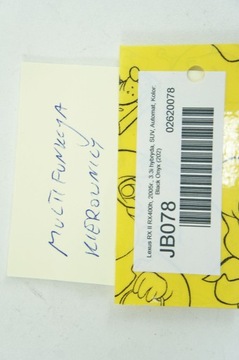 MULTIFUNKCJA
KIEROWNICY
Lexus RX II RX400h, 2005r., 3.3i hybryda, SUV, Automat, Kolor:
Black Onyx (202)
JB078
02620078